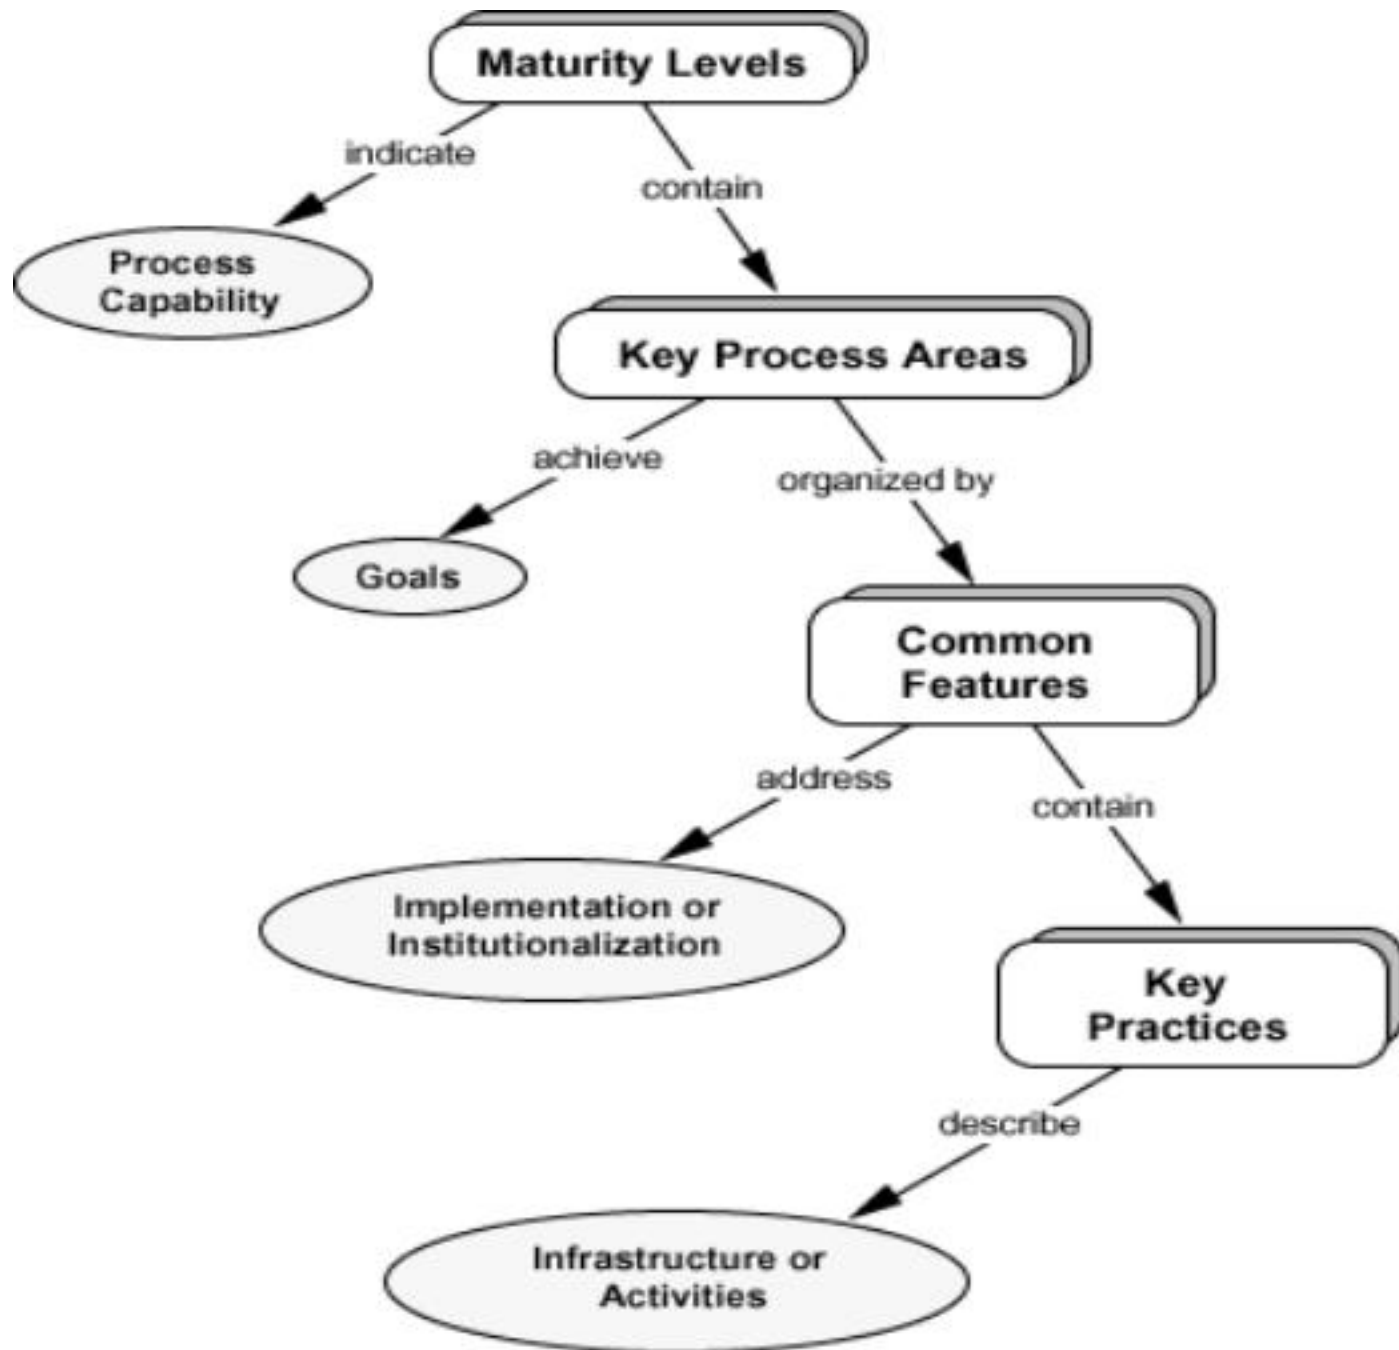 Maturity Levels
indicate
contain
Process
Capability
Key Process Areas
achieve
organized by
Goals
Common
Features
address
contain
Implementation or
Institutionalization
Key
Practices
describe
Infrastructure or
Activities